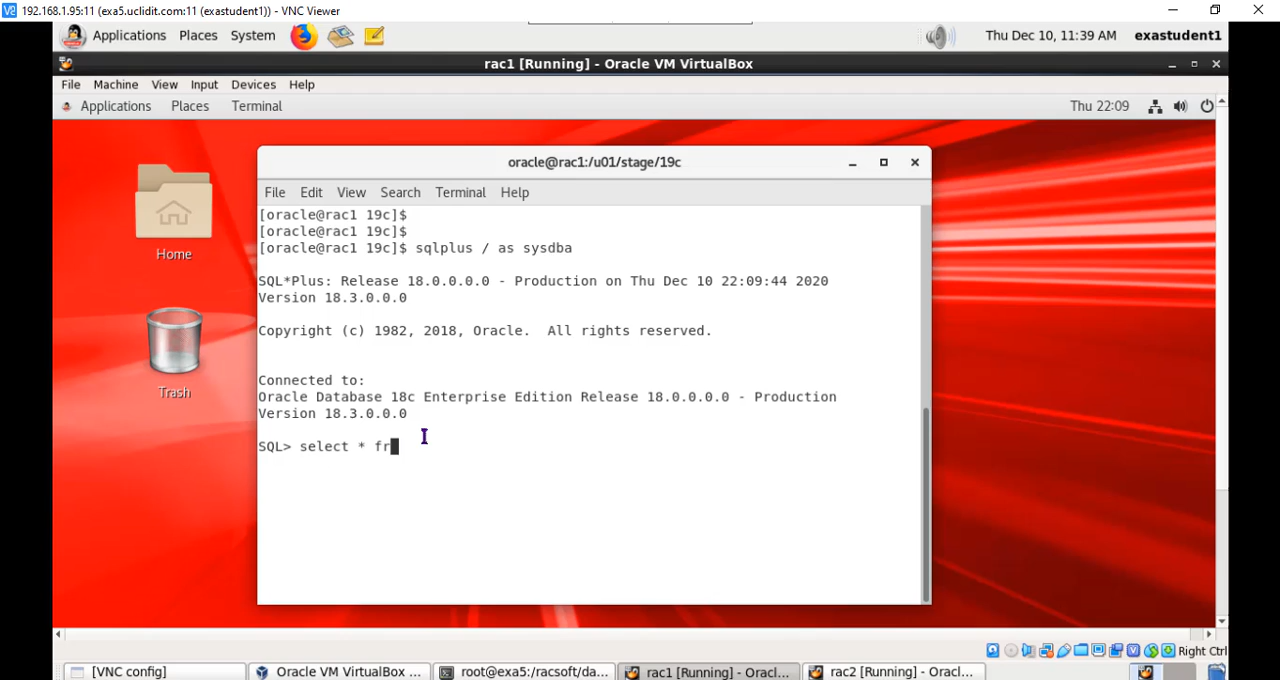 192.168.1.95:11 (exa5.uclidit.com:11 (exastudent1)) - VNC Viewer
Applications Places System Thu Dec 10, 11:39 AM exastudent1
rac1 [Running] - Oracle VM VirtualBox
File Machine View Input Devices Help
Applications Places Terminal Thu 22:09
oracle@rac1:/u01/stage/19c
File Edit View Search Terminal Help
[oracle@rac1 19c]$
[oracle@rac1 19c]$
[oracle@rac1 19c]$ sqlplus / as sysdba
SQL*Plus: Release 18.0.0.0.0 - Production on Thu Dec 10 22:09:44 2020
Version 18.3.0.0.0
Copyright (c) 1982, 2018, Oracle.  All rights reserved.
Connected to:
Oracle Database 18c Enterprise Edition Release 18.0.0.0.0 - Production
Version 18.3.0.0.0
SQL> select * fr
Home
Trash
Right Ctrl
[VNC config] Oracle VM VirtualBox ... root@exa5:/racsoft/da... rac1 [Running] - Oracl... rac2 [Running] - Oracl...